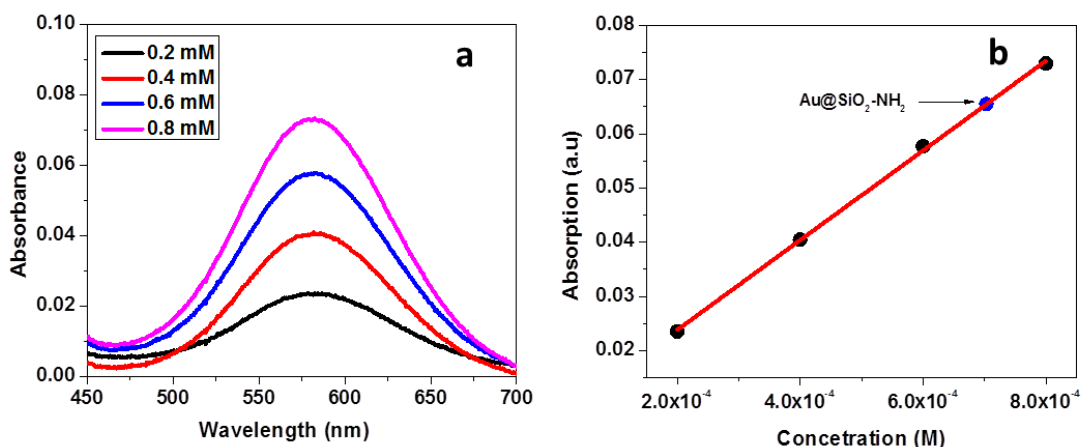 a
0.2 mM
0.4 mM
0.6 mM
0.8 mM
0.10
0.08
0.06
0.04
0.02
0.00
Absorbance
450 500 550 600 650 700
Wavelength (nm)
b
Au@SiO₂-NH₂
0.08
0.07
0.06
0.05
0.04
0.03
0.02
Absorption (a.u)
2.0x10⁻⁴ 4.0x10⁻⁴ 6.0x10⁻⁴ 8.0x10⁻⁴
Concetration (M)